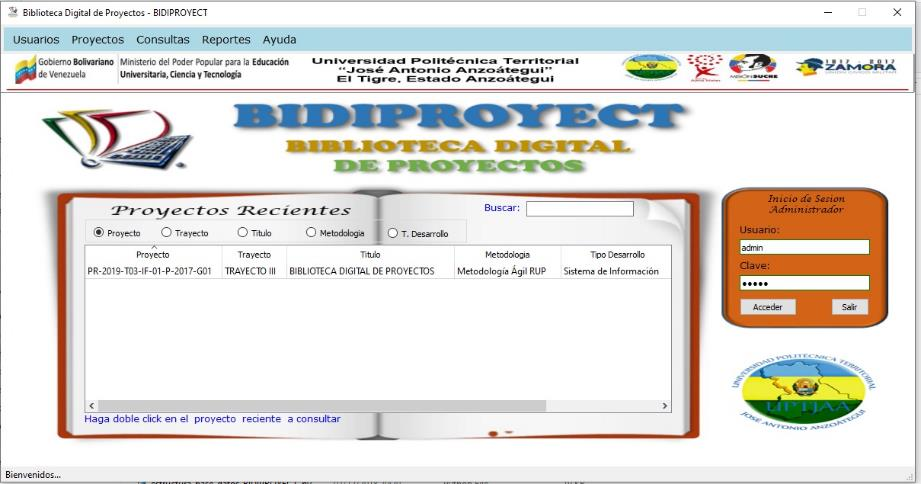 Biblioteca Digital de Proyectos - BIDIPROYECT
Usuarios Proyectos Consultas Reportes Ayuda
Gobierno Bolivariano de Venezuela
Ministerio del Poder Popular para la Educación
Universitaria, Ciencia y Tecnología
Universidad Politécnica Territorial
“José Antonio Anzoátegui”
El Tigre, Estado Anzoátegui
MISIÓN SUCRE
ZAMORA
BIDIPROYECT
BIBLIOTECA DIGITAL
DE PROYECTOS
Proyectos Recientes
Buscar:
Proyecto Trayecto Titulo Metodologia T. Desarrollo
Proyecto Trayecto Titulo Metodologia Tipo Desarrollo
PR-2019-T03-IF-01-P-2017-G01 TRAYECTO III BIBLIOTECA DIGITAL DE PROYECTOS Metodología Ágil RUP Sistema de Información
Haga doble click en el proyecto reciente a consultar
Inicio de Sesion
Administrador
Usuario:
admin
Clave:
Acceder Salir
UNIVERSIDAD POLITÉCNICA TERRITORIAL
UPTJAA
JOSE ANTONIO ANZOÁTEGUI
Bienvenidos...